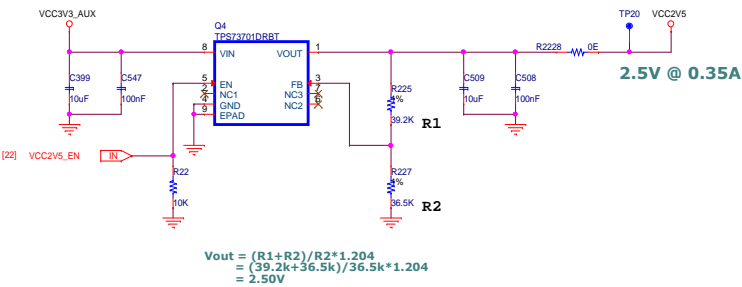 VCC3V3_AUX
Q4
TPS73701DRBT
TP20
VCC2V5
8 VIN VOUT 1
R2228 0E
2.5V @ 0.35A
C399
10uF
C547
100nF
5 EN FB 3
2 NC1 NC3 7
4 GND NC2 6
9 EPAD
R225
1%
39.2K
R1
C509
10uF
C508
100nF
[22] VCC2V5_EN IN
R22
10K
R227
1%
36.5K
R2
Vout = (R1+R2)/R2*1.204
= (39.2k+36.5k)/36.5k*1.204
= 2.50V